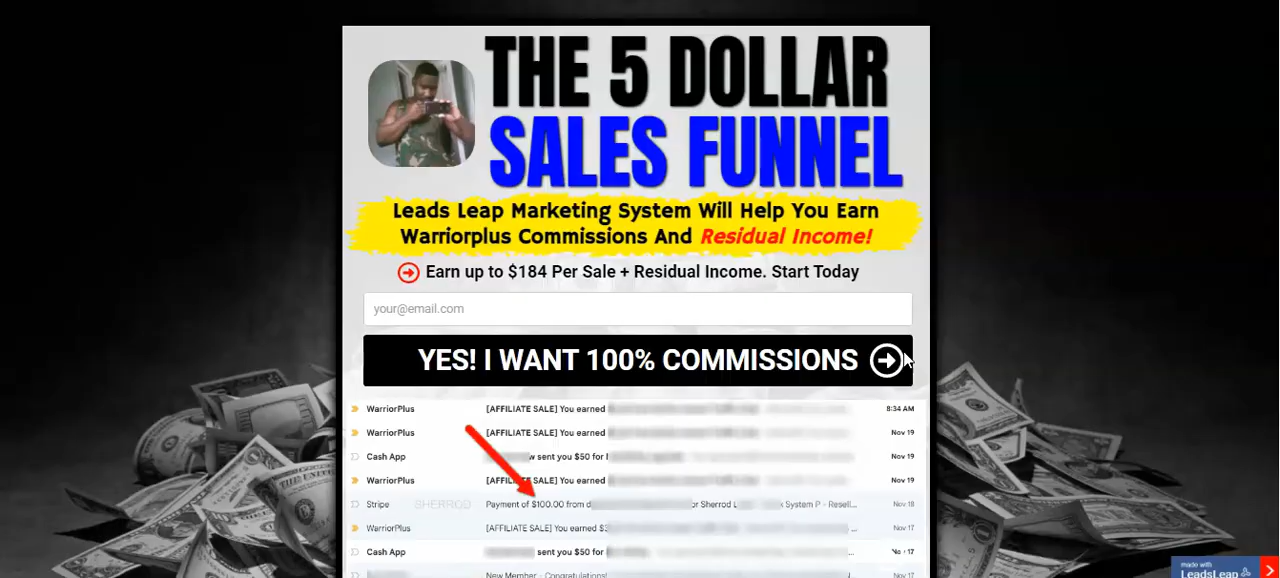 THE 5 DOLLAR
SALES FUNNEL
Leads Leap Marketing System Will Help You Earn
Warriorplus Commissions And Residual Income!
Earn up to $184 Per Sale + Residual Income. Start Today
your@email.com
YES! I WANT 100% COMMISSIONS
WarriorPlus [AFFILIATE SALE] You earned 8:34 AM
WarriorPlus [AFFILIATE SALE] You earned Nov 19
Cash App sent you $50 for Nov 19
WarriorPlus [AFFILIATE SALE] You earned Nov 19
Stripe SHERROD Payment of $100.00 from or Sherrod System P - Resell... Nov 18
WarriorPlus [AFFILIATE SALE] You earned ... Nov 17
Cash App sent you $50 for ... 17
New Member - Congratulations! Nov 17
made with
LeadsLeap